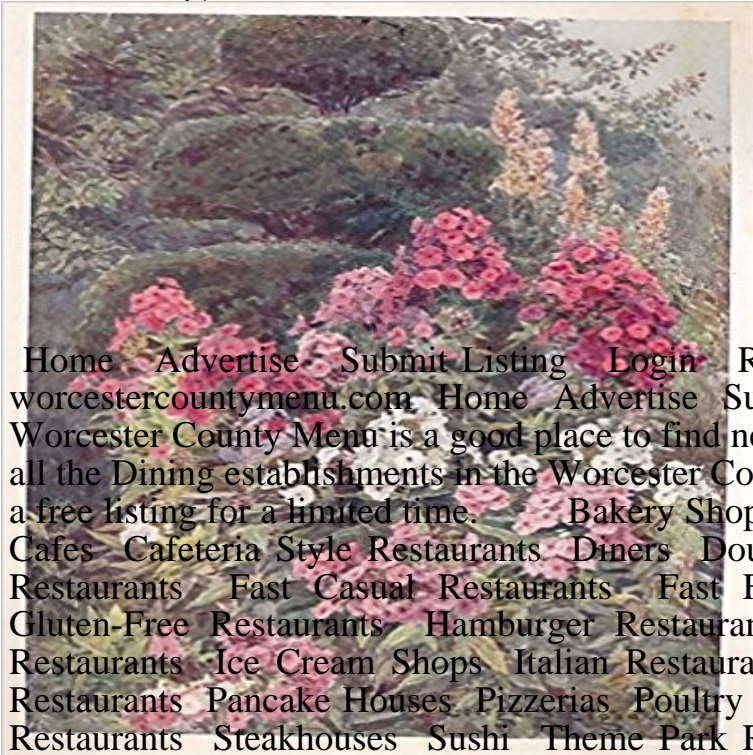 Home Advertise Submit Listing Login
worcestercountymenu.com Home Advertise
Worcester County Menu is a good place to find
all the Dining establishments in the Worcester
a free listing for a limited time. Bakery
Cafes Cafeteria Style Restaurants Diners
Restaurants Fast Casual Restaurants Fast
Gluten-Free Restaurants Hamburger
Restaurants Ice Cream Shops Italian
Restaurants Pancake Houses Pizzerias Poultry
Restaurants Steakhouses Sushi Theme Park